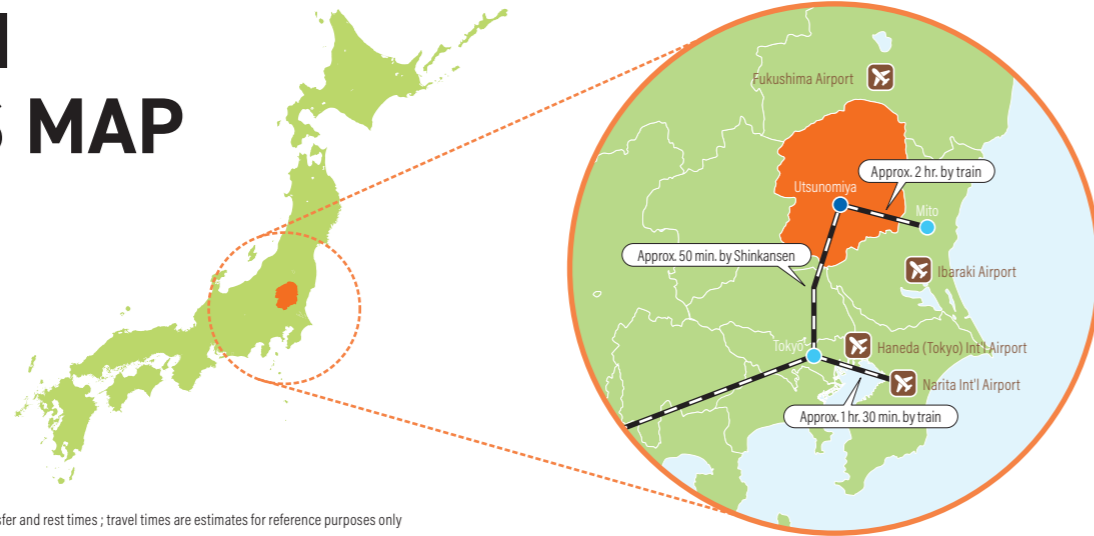 MAP
Fukushima Airport
Approx. 2 hr. by train
Utsunomiya
Mito
Approx. 50 min. by Shinkansen
Ibaraki Airport
Tokyo
Haneda (Tokyo) Int'l Airport
Narita Int'l Airport
Approx. 1 hr. 30 min. by train
and rest times ; travel times are estimates for reference purposes only